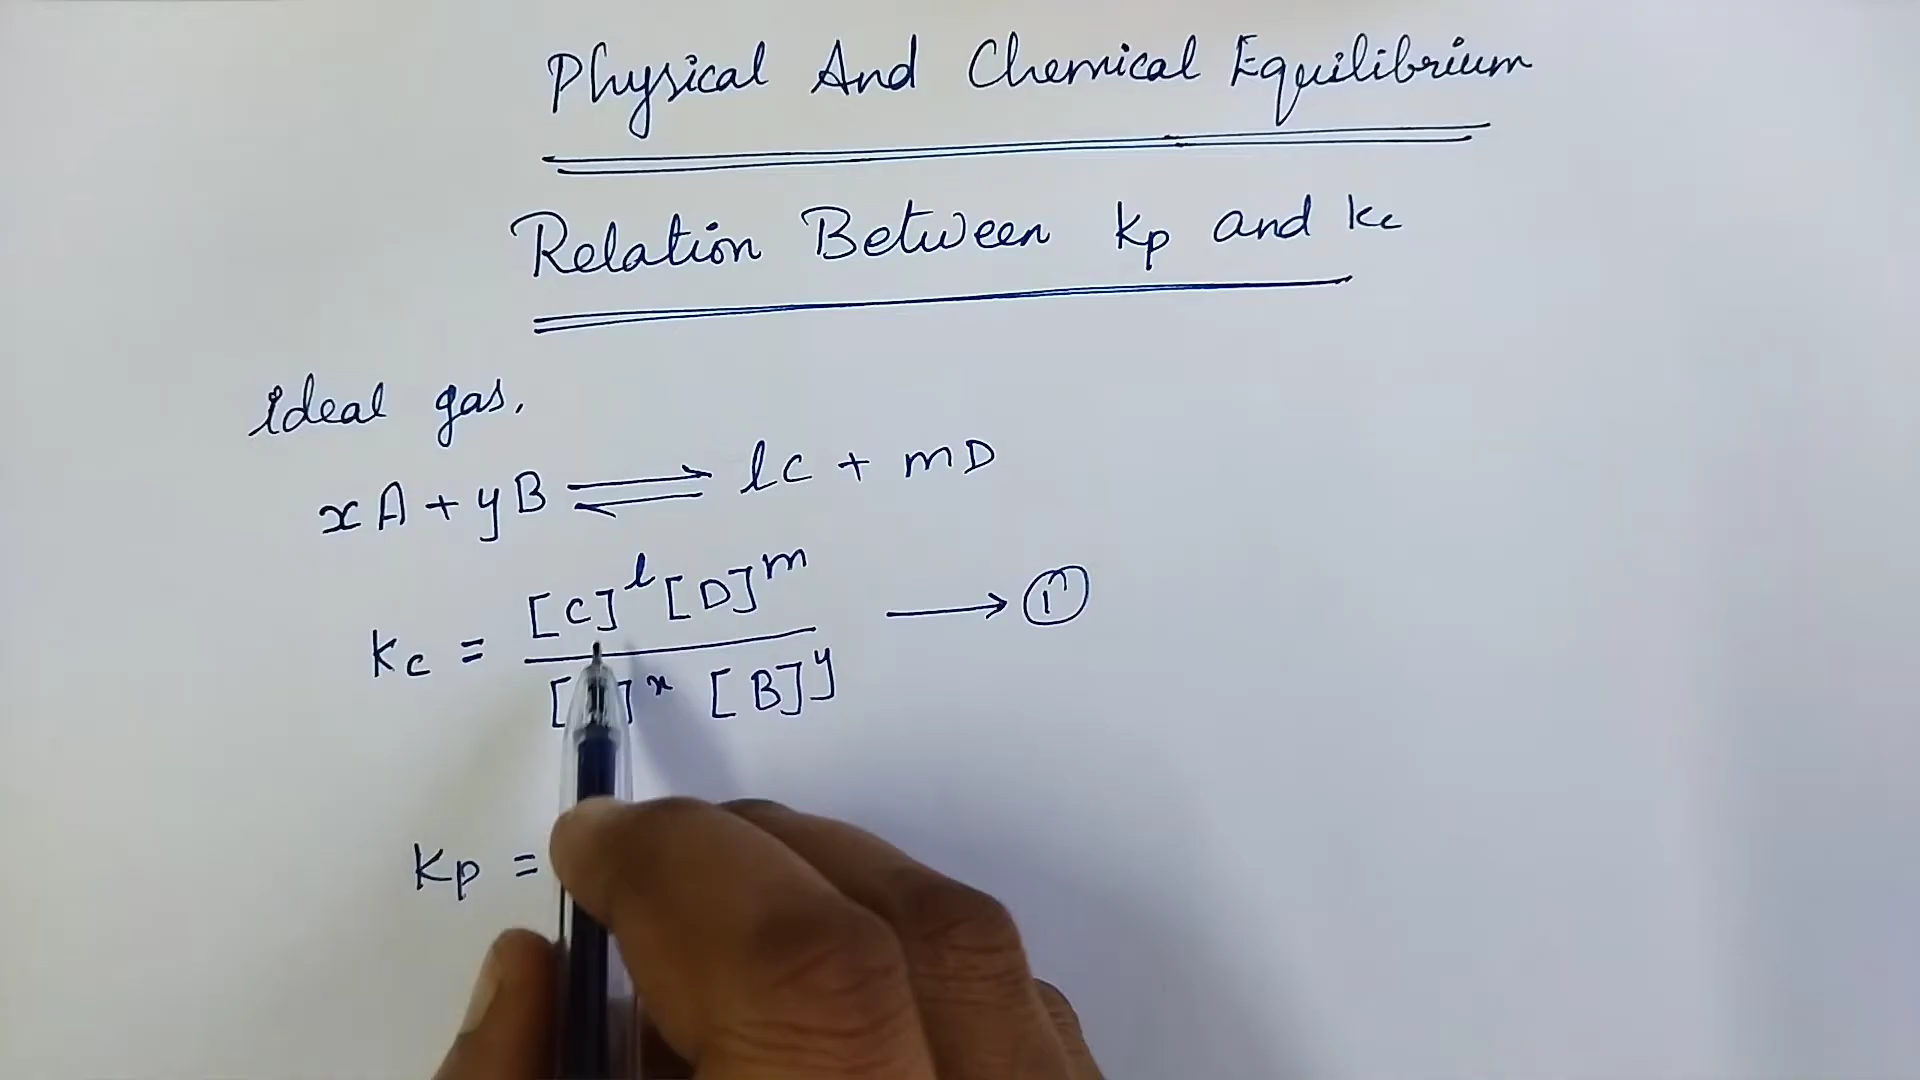 Physical And Chemical Equilibrium
Relation Between kp and kc
Ideal gas.
xA + yB ⇌ lC + mD
kc = [C]^l [D]^m / [ ]^x [B]^y → ①
kp =